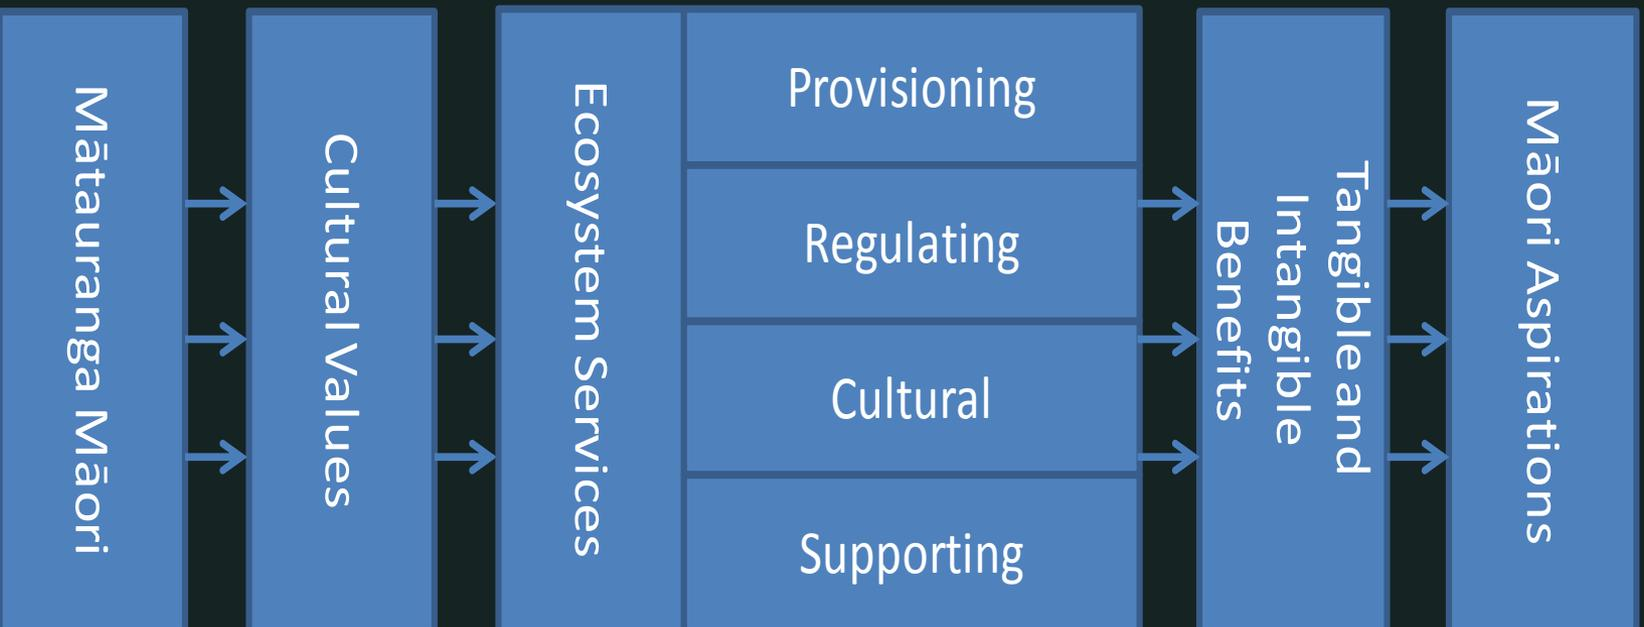 Mātauranga Māori
Cultural Values
Ecosystem Services
Provisioning
Regulating
Cultural
Supporting
Tangible and
Intangible
Benefits
Māori Aspirations